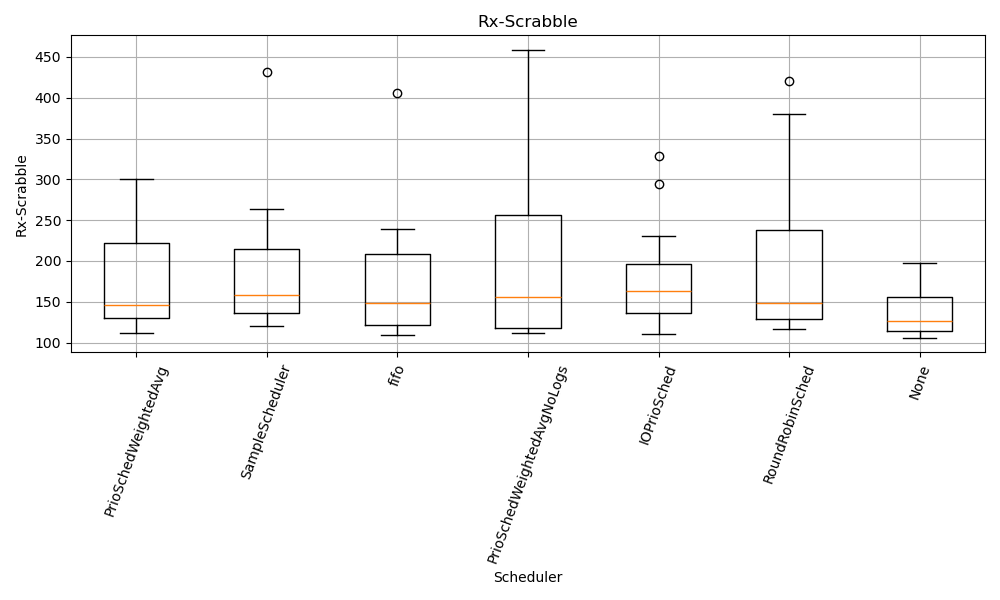 Rx-Scrabble
Rx-Scrabble
450
400
350
300
250
200
150
100
PrioSchedWeightedAvg
SampleScheduler
fifo
PrioSchedWeightedAvgNoLogs
IOPrioSched
RoundRobinSched
None
Scheduler